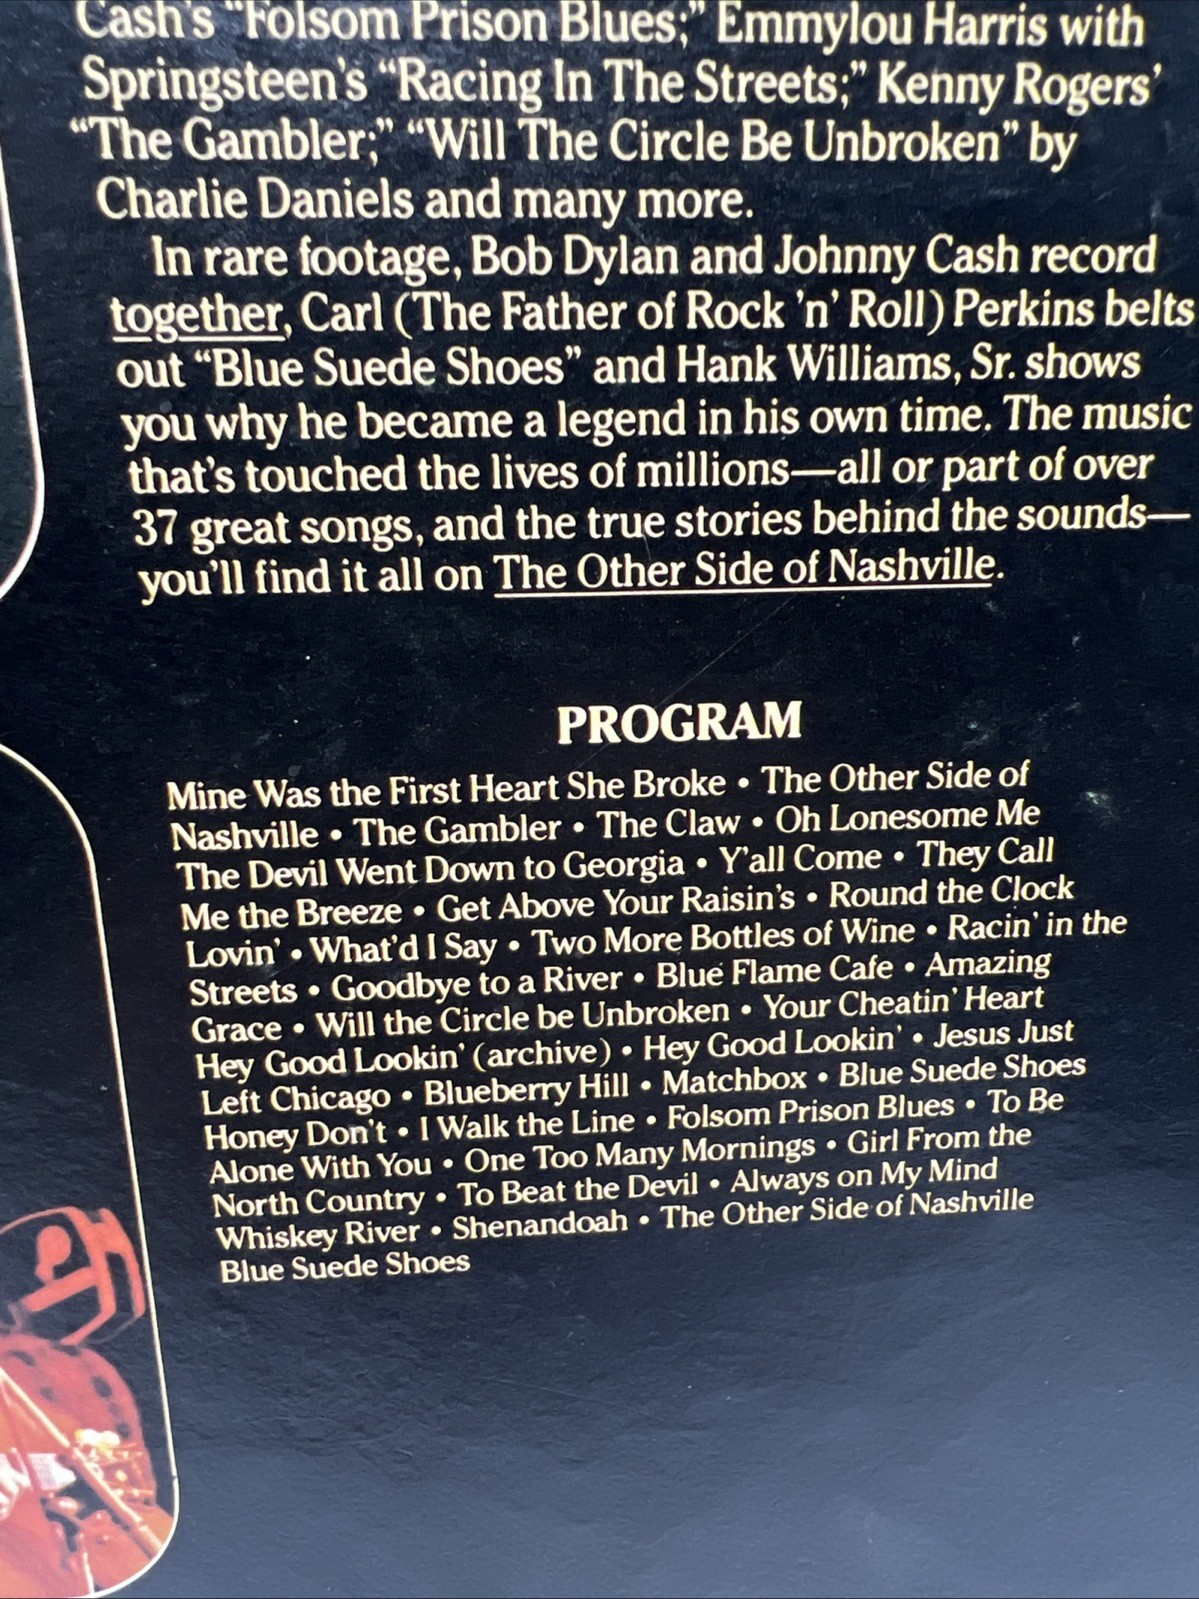 Cash's "Folsom Prison Blues;" Emmylou Harris with
Springsteen's "Racing In The Streets;" Kenny Rogers'
"The Gambler;" "Will The Circle Be Unbroken" by
Charlie Daniels and many more.
In rare footage, Bob Dylan and Johnny Cash record
together, Carl (The Father of Rock 'n' Roll) Perkins belts
out "Blue Suede Shoes" and Hank Williams, Sr. shows
you why he became a legend in his own time. The music
that's touched the lives of millions—all or part of over
37 great songs, and the true stories behind the sounds—
you'll find it all on The Other Side of Nashville.
PROGRAM
Mine Was the First Heart She Broke • The Other Side of
Nashville • The Gambler • The Claw • Oh Lonesome Me
The Devil Went Down to Georgia • Y'all Come • They Call
Me the Breeze • Get Above Your Raisin's • Round the Clock
Lovin' • What'd I Say • Two More Bottles of Wine • Racin' in the
Streets • Goodbye to a River • Blue Flame Cafe • Amazing
Grace • Will the Circle be Unbroken • Your Cheatin' Heart
Hey Good Lookin' (archive) • Hey Good Lookin' • Jesus Just
Left Chicago • Blueberry Hill • Matchbox • Blue Suede Shoes
Honey Don't • I Walk the Line • Folsom Prison Blues • To Be
Alone With You • One Too Many Mornings • Girl From the
North Country • To Beat the Devil • Always on My Mind
Whiskey River • Shenandoah • The Other Side of Nashville
Blue Suede Shoes